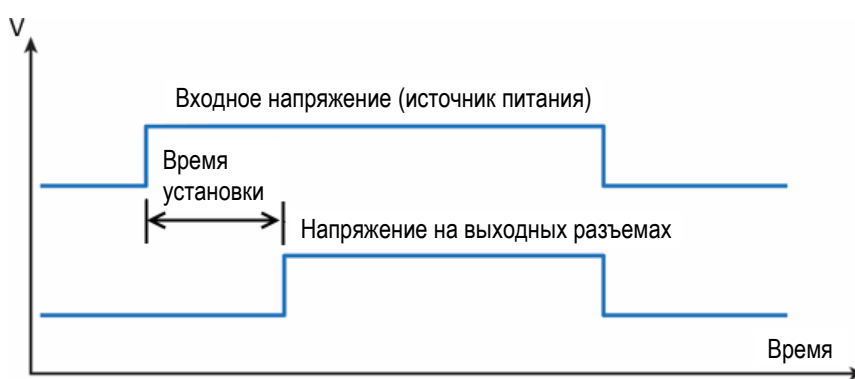 V
Входное напряжение (источник питания)
Время
установки
Напряжение на выходных разъемах
Время